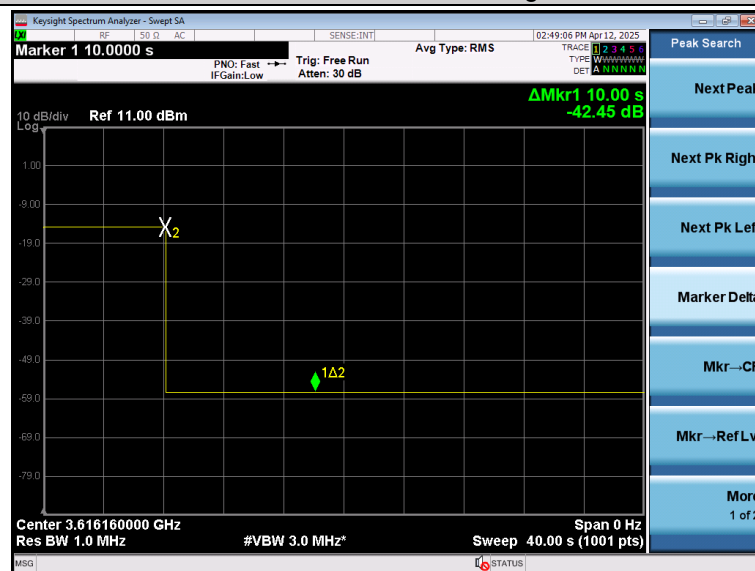 Keysight Spectrum Analyzer - Swept SA
LXI RF 50 Ω AC SENSE:INT 02:49:06 PM Apr 12, 2025
Marker 1 10.0000 s
PNO: Fast
IFGain:Low
Trig: Free Run
Atten: 30 dB
Avg Type: RMS
TRACE 1 2 3 4 5 6
TYPE WWWWWW
DET A N N N N N
ΔMkr1 10.00 s
-42.45 dB
10 dB/div Ref 11.00 dBm
Log
1.00
-9.00
-19.0
-29.0
-39.0
-49.0
-59.0
-69.0
-79.0
2
1Δ2
Center 3.616160000 GHz
Span 0 Hz
Res BW 1.0 MHz
#VBW 3.0 MHz*
Sweep 40.00 s (1001 pts)
MSG
STATUS
Peak Search
Next Peak
Next Pk Righ
Next Pk Lef
Marker Delta
Mkr→CF
Mkr→Ref Lv
More
1 of 2